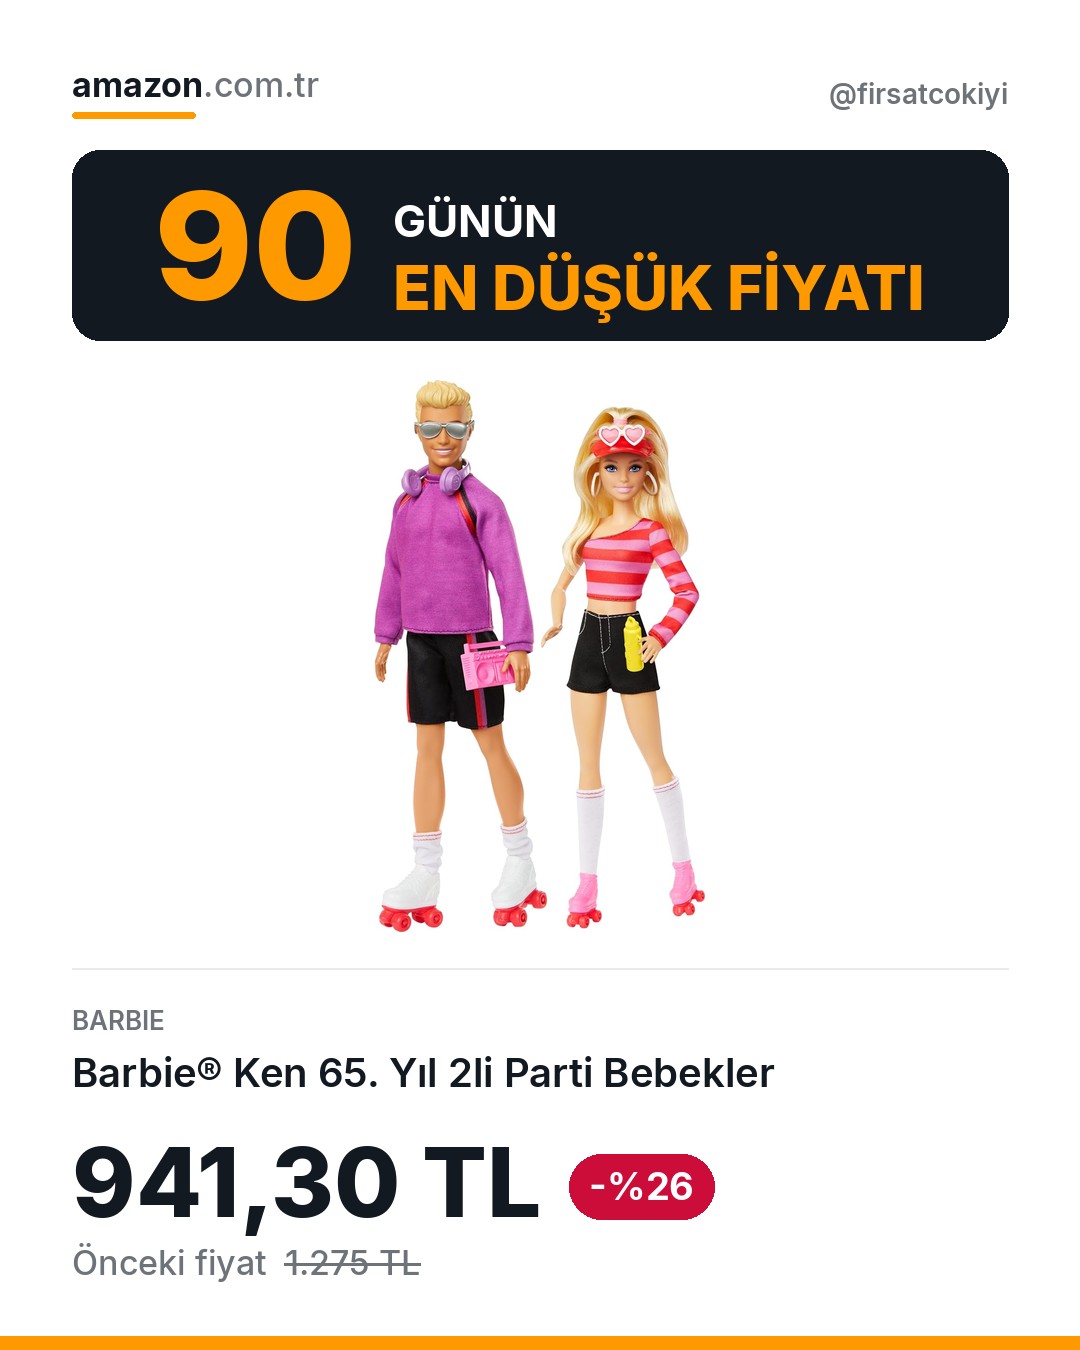 amazon.com.tr
@firsatcokiyi
90
GÜNÜN
EN DÜŞÜK FİYATI
BARBIE
Barbie® Ken 65. Yıl 2li Parti Bebekler
941,30 TL -%26
Önceki fiyat 1.275 TL